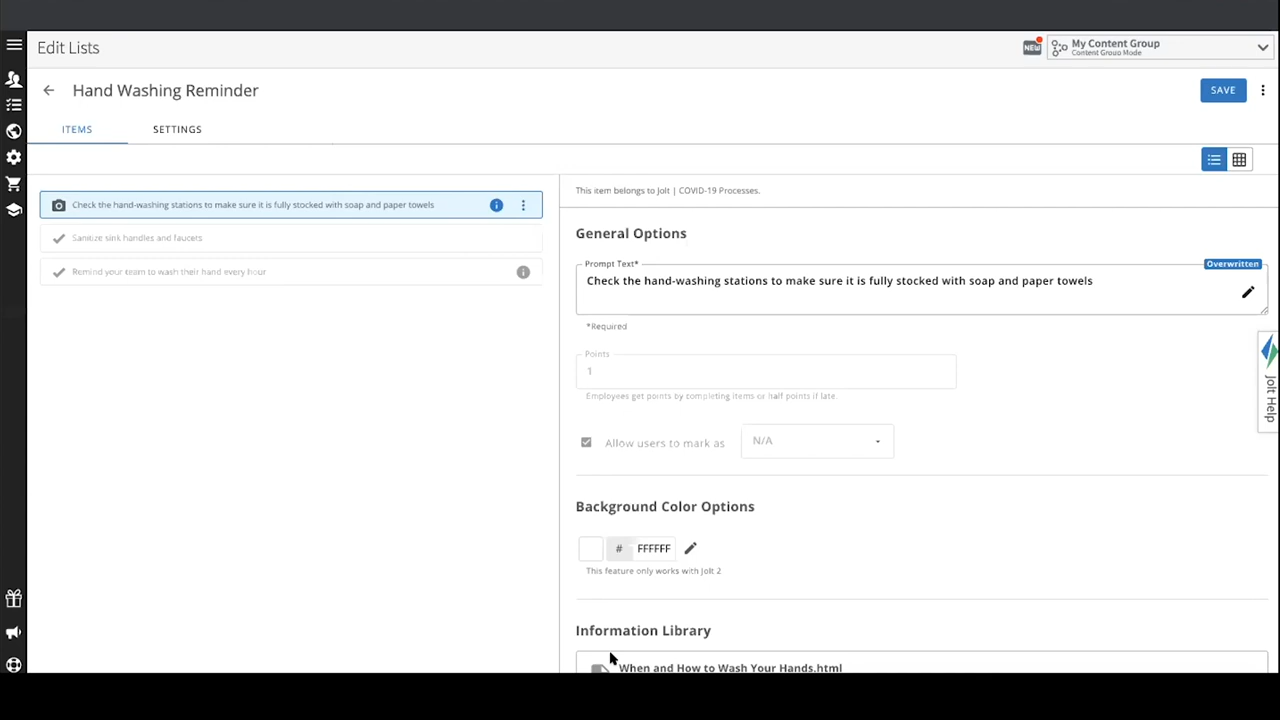 Edit Lists
NEW
My Content Group
Content Group Mode
Hand Washing Reminder
SAVE
ITEMS
SETTINGS
Check the hand-washing stations to make sure it is fully stocked with soap and paper towels
Sanitize sink handles and faucets
Remind your team to wash their hand every hour
This item belongs to Jolt | COVID-19 Processes.
General Options
Prompt Text*
Overwritten
Check the hand-washing stations to make sure it is fully stocked with soap and paper towels
*Required
Points
1
Employees get points by completing items or half points if late.
Allow users to mark as
N/A
Background Color Options
# FFFFFF
This feature only works with Jolt 2
Information Library
When and How to Wash Your Hands.html
Jolt Help